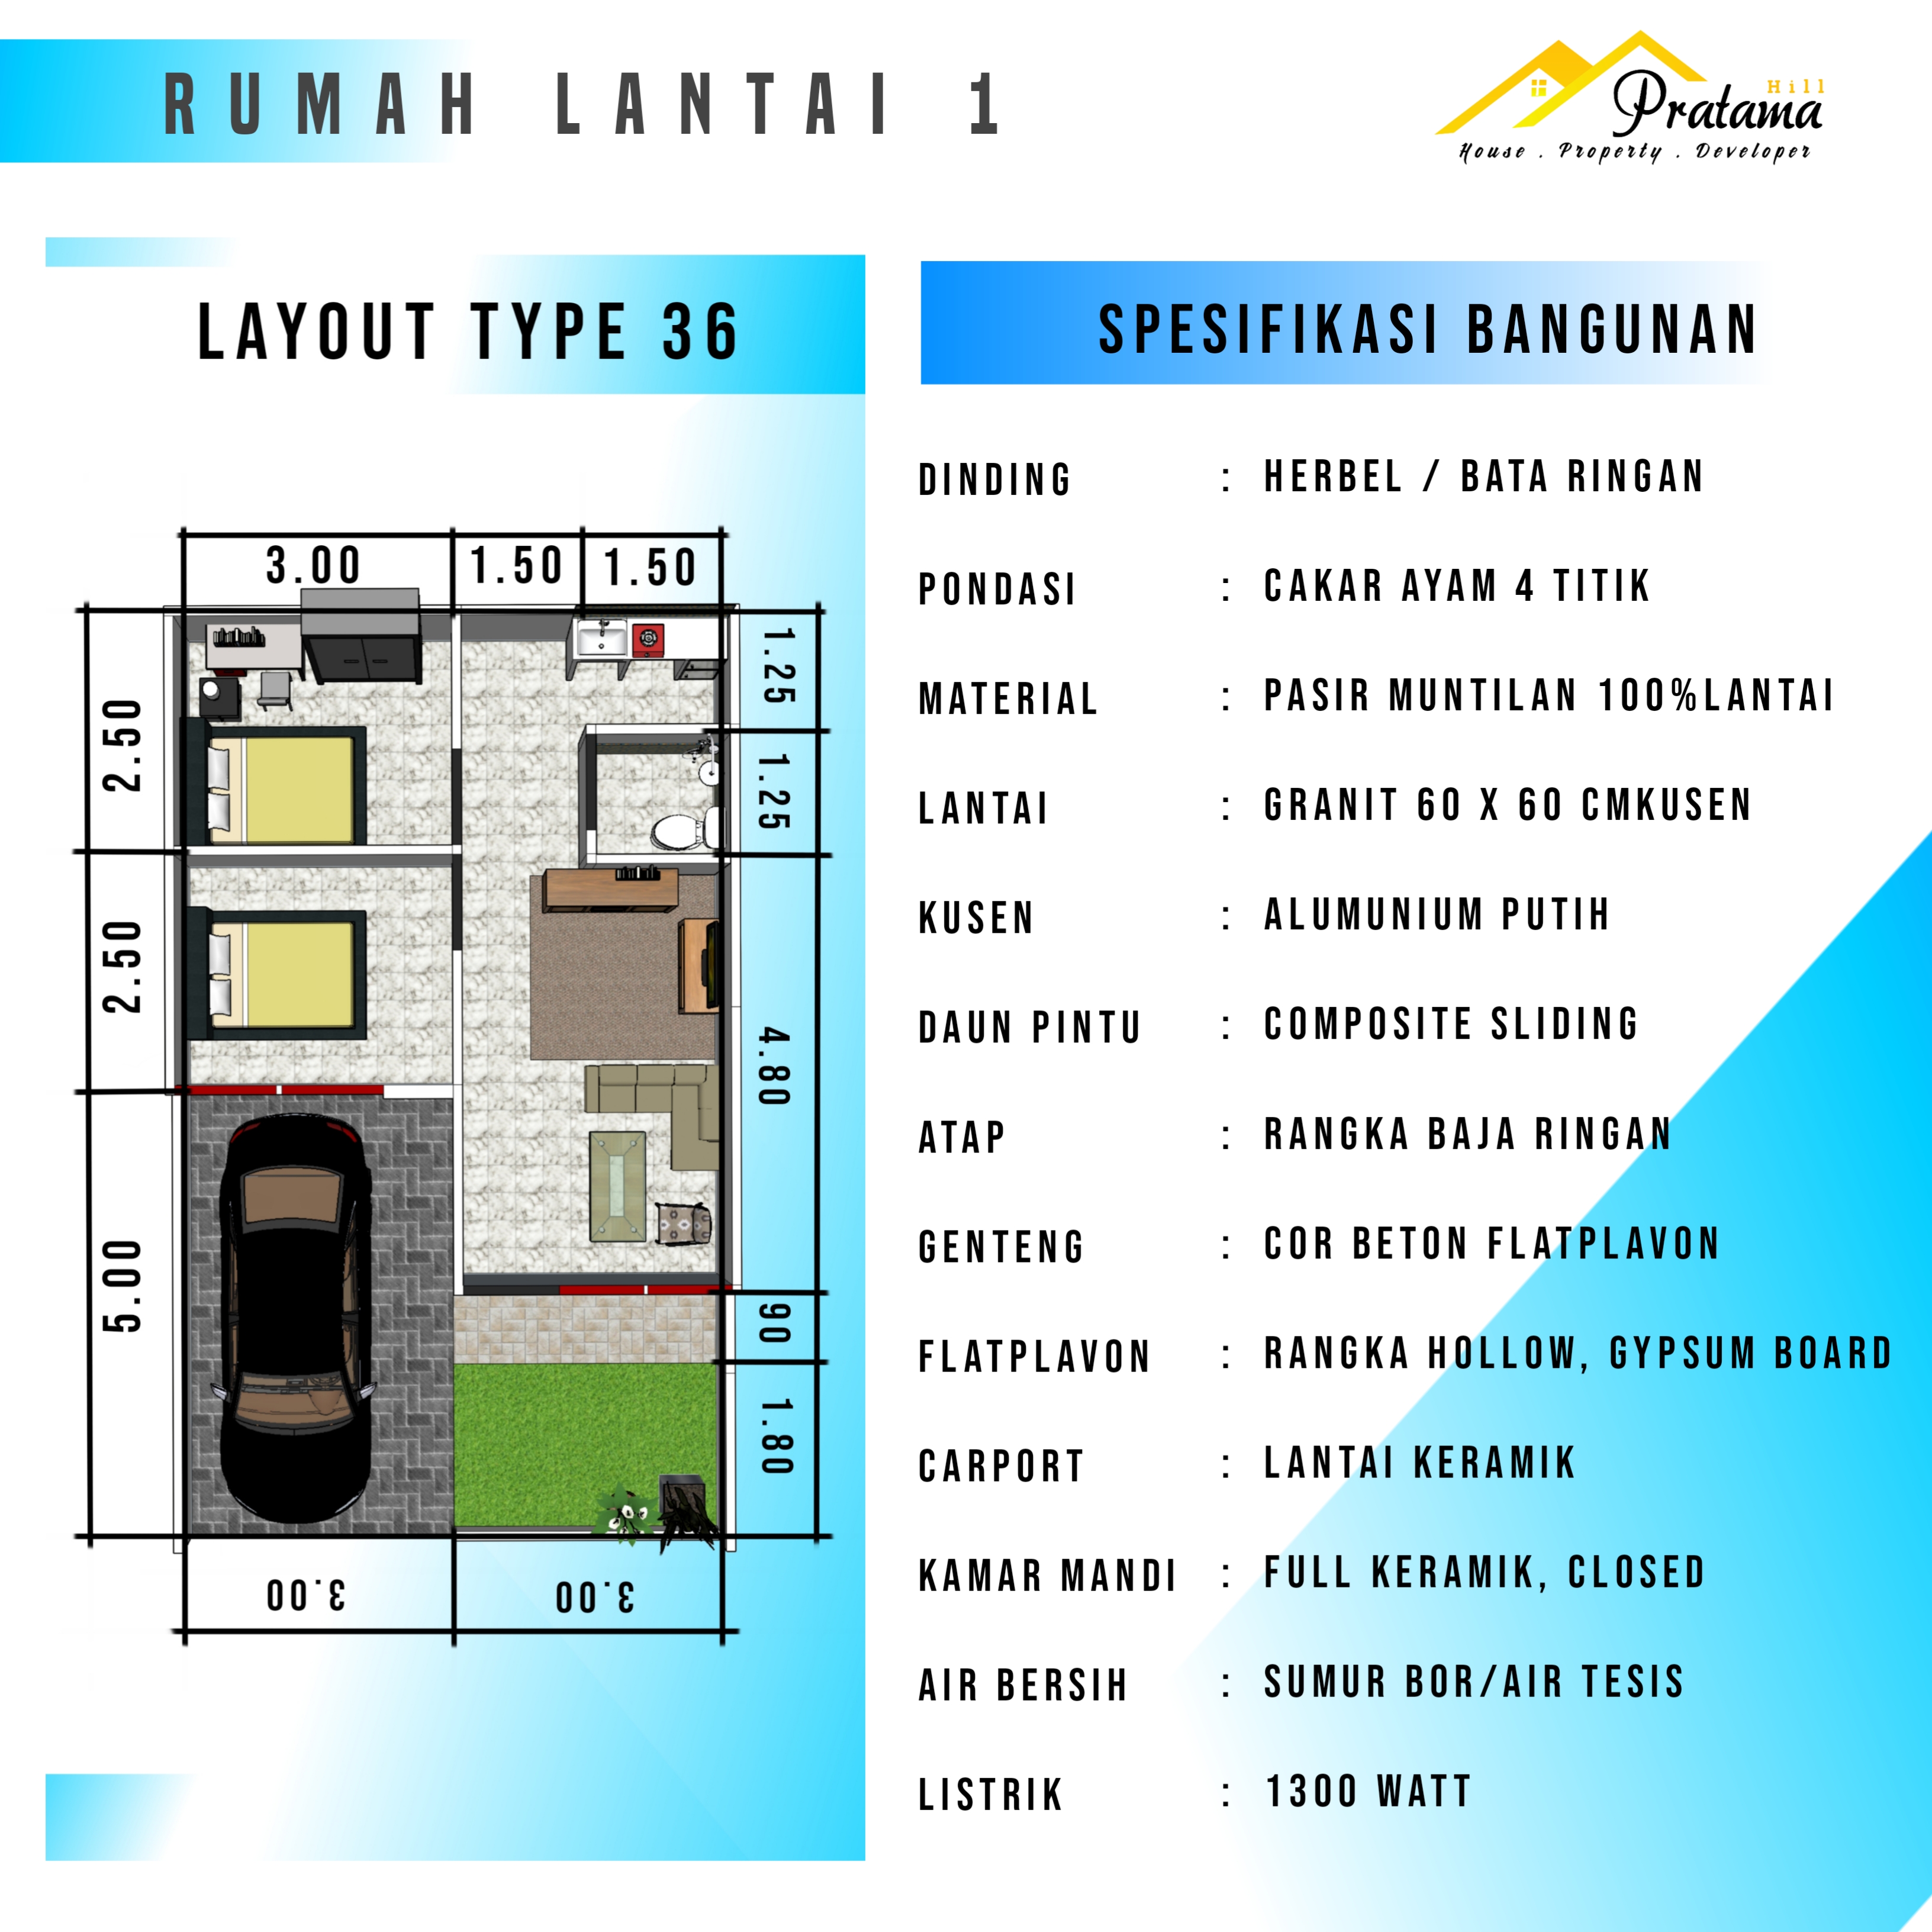 RUMAH LANTAI 1
Hill
Pratama
House . Property . Developer
LAYOUT TYPE 36
3.00 1.50 1.50
1.25
2.50
1.25
2.50
4.80
5.00
90
1.80
3.00 3.00
SPESIFIKASI BANGUNAN
DINDING : HERBEL / BATA RINGAN
PONDASI : CAKAR AYAM 4 TITIK
MATERIAL : PASIR MUNTILAN 100%LANTAI
LANTAI : GRANIT 60 X 60 CMKUSEN
KUSEN : ALUMUNIUM PUTIH
DAUN PINTU : COMPOSITE SLIDING
ATAP : RANGKA BAJA RINGAN
GENTENG : COR BETON FLATPLAVON
FLATPLAVON : RANGKA HOLLOW, GYPSUM BOARD
CARPORT : LANTAI KERAMIK
KAMAR MANDI : FULL KERAMIK, CLOSED
AIR BERSIH : SUMUR BOR/AIR TESIS
LISTRIK : 1300 WATT